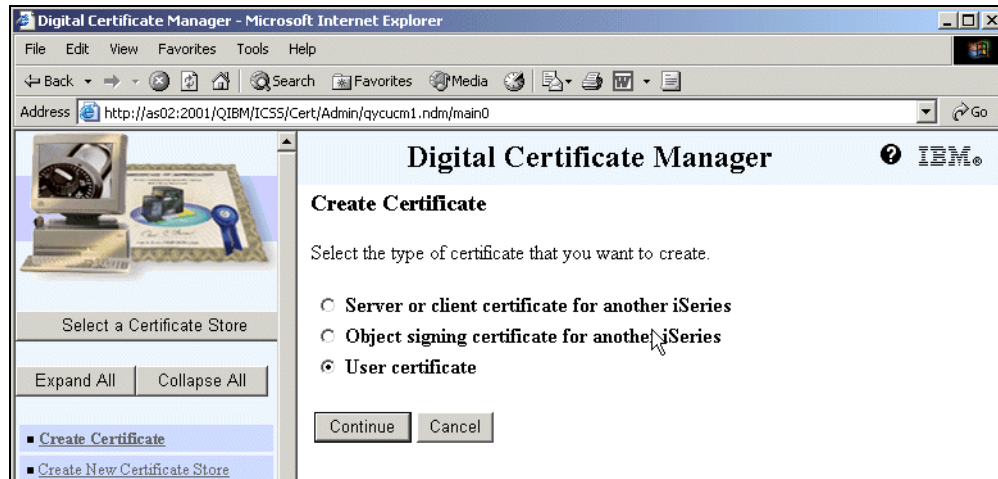 Digital Certificate Manager - Microsoft Internet Explorer
File Edit View Favorites Tools Help
Back Search Favorites Media
Address http://as02:2001/QIBM/ICSS/Cert/Admin/qycucm1.ndm/main0 Go
Digital Certificate Manager ? IBM®
Create Certificate
Select the type of certificate that you want to create.
Server or client certificate for another iSeries
Object signing certificate for another iSeries
User certificate
Continue Cancel
Select a Certificate Store
Expand All Collapse All
Create Certificate
Create New Certificate Store